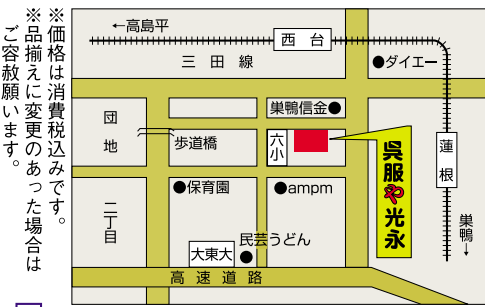 ※価格は消費税込みです。
※品揃えに変更のあった場合は
ご容赦願います。
←高島平
西台
三田線
●ダイエー
巣鴨信金●
団地
歩道橋
六小
呉服や光永
蓮根
●保育園
●ampm
巣鴨→
二丁目
民芸うどん
大東大
●
高速道路